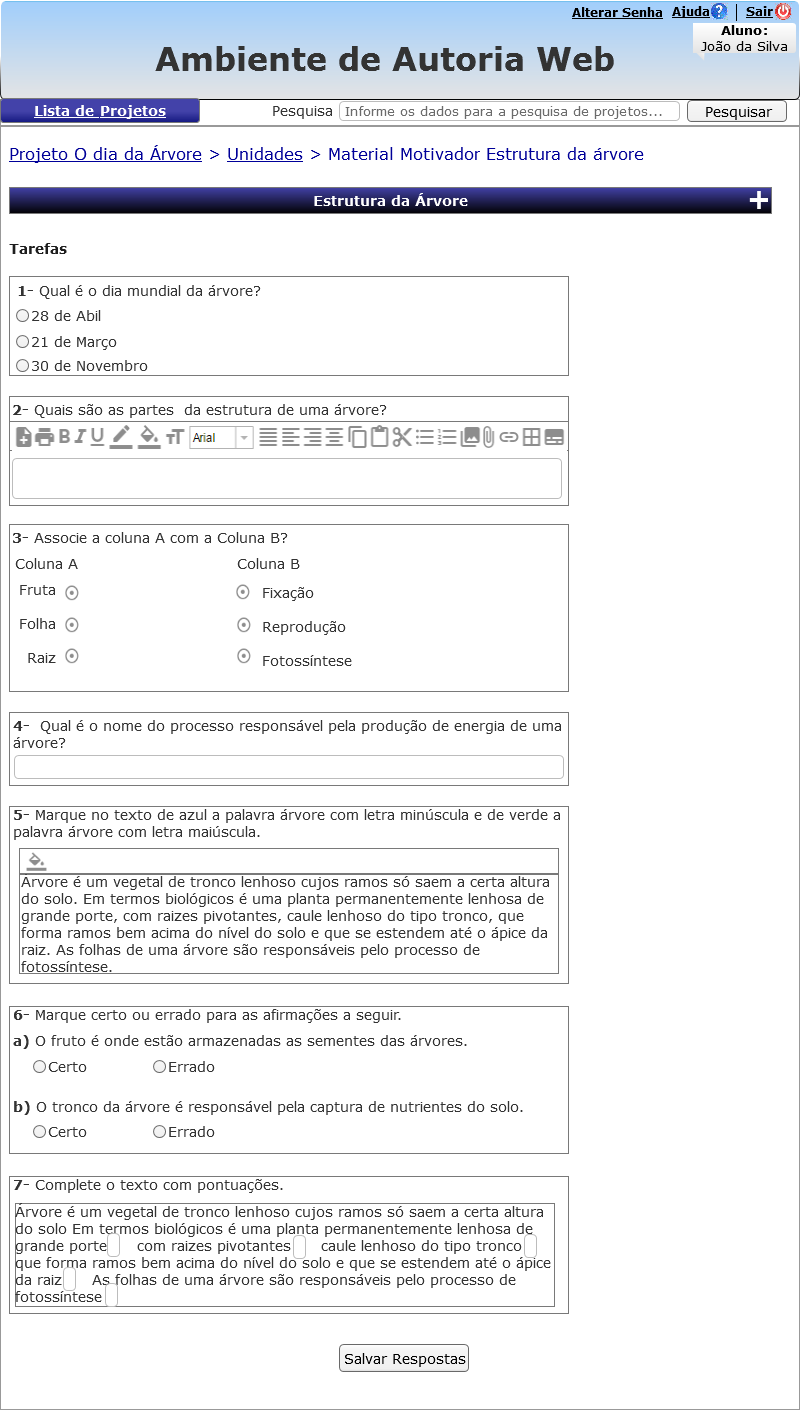 Alterar Senha Ajuda? Sair
Aluno:
João da Silva
Ambiente de Autoria Web
Lista de Projetos Pesquisa Informe os dados para a pesquisa de projetos... Pesquisar
Projeto O dia da Árvore > Unidades > Material Motivador Estrutura da árvore
Estrutura da Árvore
Tarefas
1- Qual é o dia mundial da árvore?
28 de Abil
21 de Março
30 de Novembro
2- Quais são as partes da estrutura de uma árvore?
B I U TT Arial
3- Associe a coluna A com a Coluna B?
Coluna A Coluna B
Fruta Fixação
Folha Reprodução
Raiz Fotossíntese
4- Qual é o nome do processo responsável pela produção de energia de uma
árvore?
5- Marque no texto de azul a palavra árvore com letra minúscula e de verde a
palavra árvore com letra maiúscula.
Árvore é um vegetal de tronco lenhoso cujos ramos só saem a certa altura
do solo. Em termos biológicos é uma planta permanentemente lenhosa de
grande porte, com raizes pivotantes, caule lenhoso do tipo tronco, que
forma ramos bem acima do nível do solo e que se estendem até o ápice da
raiz. As folhas de uma árvore são responsáveis pelo processo de
fotossíntese.
6- Marque certo ou errado para as afirmações a seguir.
a) O fruto é onde estão armazenadas as sementes das árvores.
Certo Errado
b) O tronco da árvore é responsável pela captura de nutrientes do solo.
Certo Errado
7- Complete o texto com pontuações.
Árvore é um vegetal de tronco lenhoso cujos ramos só saem a certa altura
do solo Em termos biológicos é uma planta permanentemente lenhosa de
grande porte com raizes pivotantes caule lenhoso do tipo tronco
que forma ramos bem acima do nível do solo e que se estendem até o ápice
da raiz As folhas de uma árvore são responsáveis pelo processo de
fotossíntese
Salvar Respostas